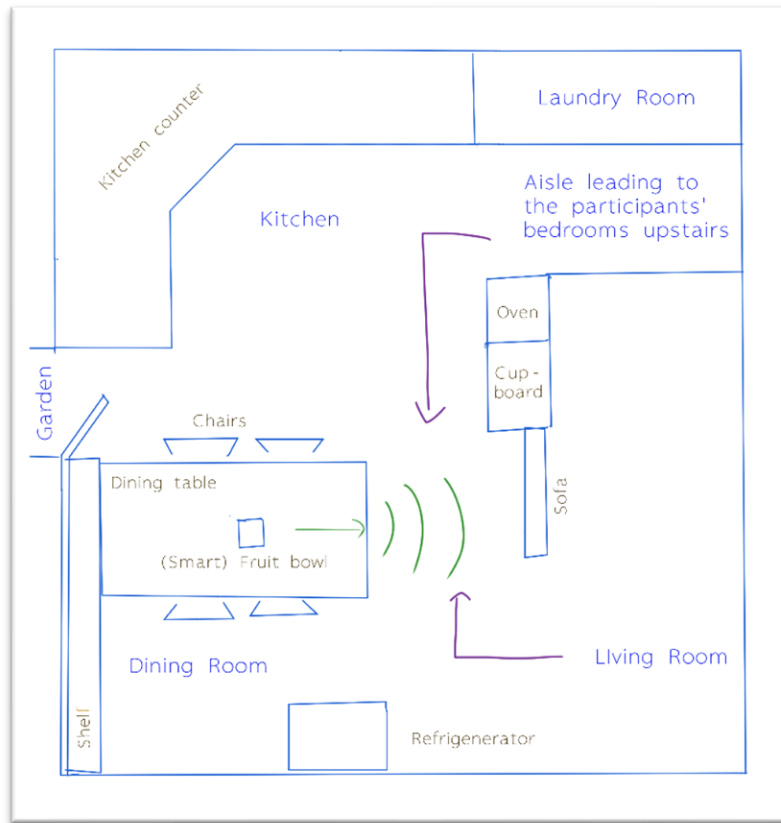 Laundry Room
Kitchen counter
Aisle leading to
the participants'
bedrooms upstairs
Kitchen
Oven
Cup-
board
Garden
Chairs
Dining table
Sofa
(Smart) Fruit bowl
Dining Room
LIving Room
Shelf
Refrigenerator